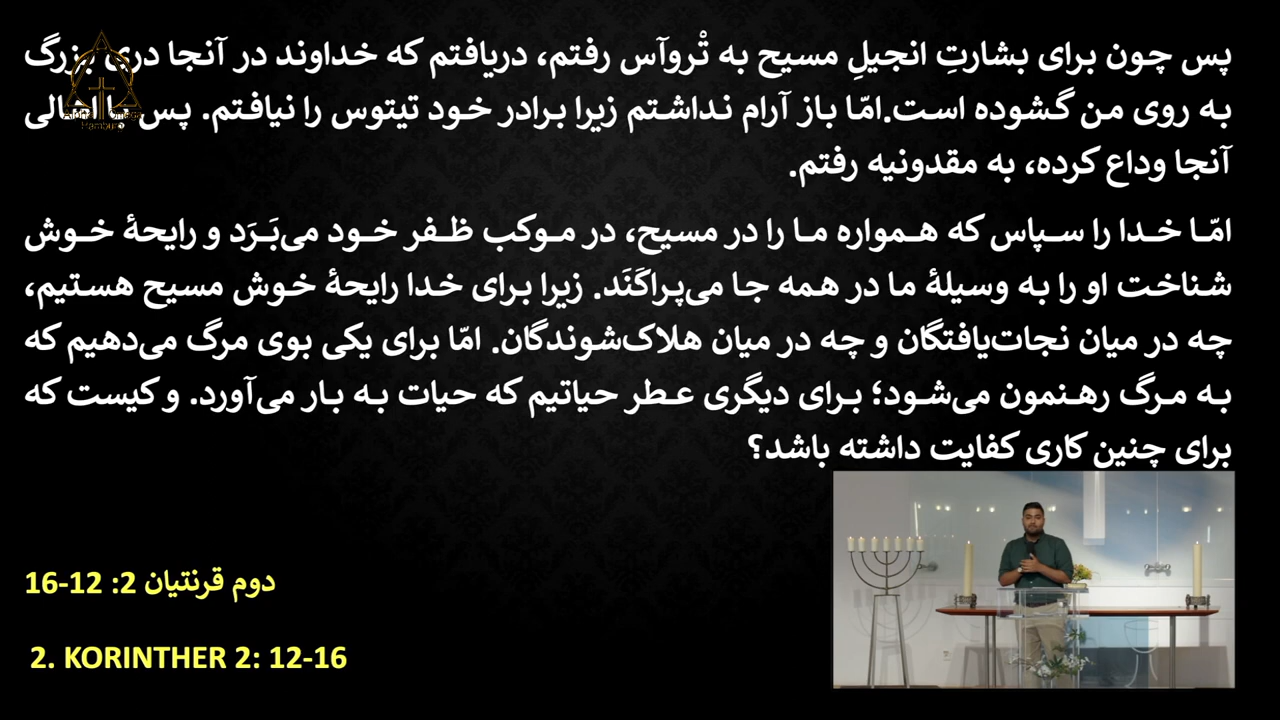 پس چون برای بشارتِ انجیلِ مسیح به تْروآس رفتم، دریافتم که خداوند در آنجا دری بزرگ
به روی من گشوده است.امّا باز آرام نداشتم زیرا برادر خود تیتوس را نیافتم. پس با اهالی
آنجا وداع کرده، به مقدونیه رفتم.
امّا خدا را سپاس که همواره ما را در مسیح، در موکب ظفر خود می‌بَرَد و رایحهٔ خوش
شناخت او را به وسیلهٔ ما در همه جا می‌پراکَنَد. زیرا برای خدا رایحهٔ خوش مسیح هستیم،
چه در میان نجات‌یافتگان و چه در میان هلاک‌شوندگان. امّا برای یکی بوی مرگ می‌دهیم که
به مرگ رهنمون می‌شود؛ برای دیگری عطر حیاتیم که حیات به بار می‌آورد. و کیست که
برای چنین کاری کفایت داشته باشد؟
دوم قرنتیان 2: 12-16
2. KORINTHER 2: 12-16
Alpha Omega
Hamburg